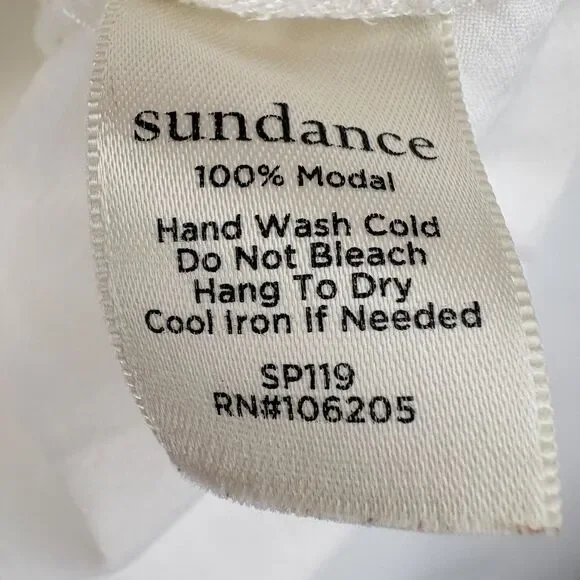 sundance
100% Modal
Hand Wash Cold
Do Not Bleach
Hang To Dry
Cool Iron If Needed
SP119
RN#106205